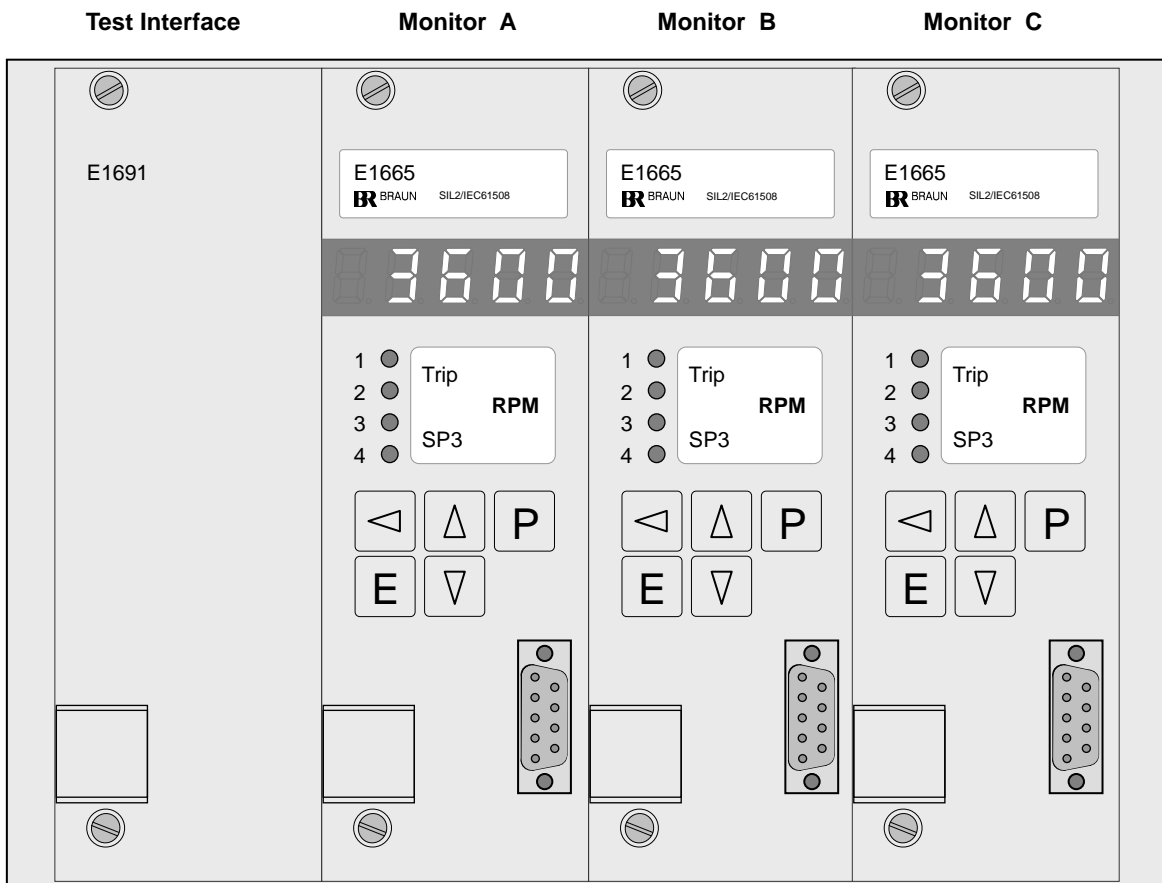 Test Interface Monitor A Monitor B Monitor C
E1691
E1665
BR BRAUN SIL2/IEC61508
3600
1
2
3
4
Trip
RPM
SP3
P
E
E1665
BR BRAUN SIL2/IEC61508
3600
1
2
3
4
Trip
RPM
SP3
P
E
E1665
BR BRAUN SIL2/IEC61508
3600
1
2
3
4
Trip
RPM
SP3
P
E